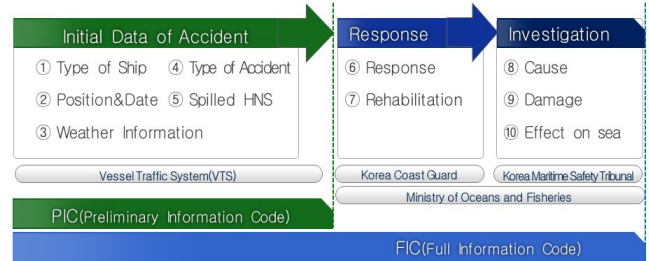 Initial Data of Accident
① Type of Ship ④ Type of Accident
② Position&Date ⑤ Spilled HNS
③ Weather Information
Vessel Traffic System(VTS)
Response
⑥ Response
⑦ Rehabilitation
Korea Coast Guard
Investigation
⑧ Cause
⑨ Damage
⑩ Effect on sea
Korea Maritime Safety Tribunal
Ministry of Oceans and Fisheries
PIC(Preliminary Information Code)
FIC(Full Information Code)